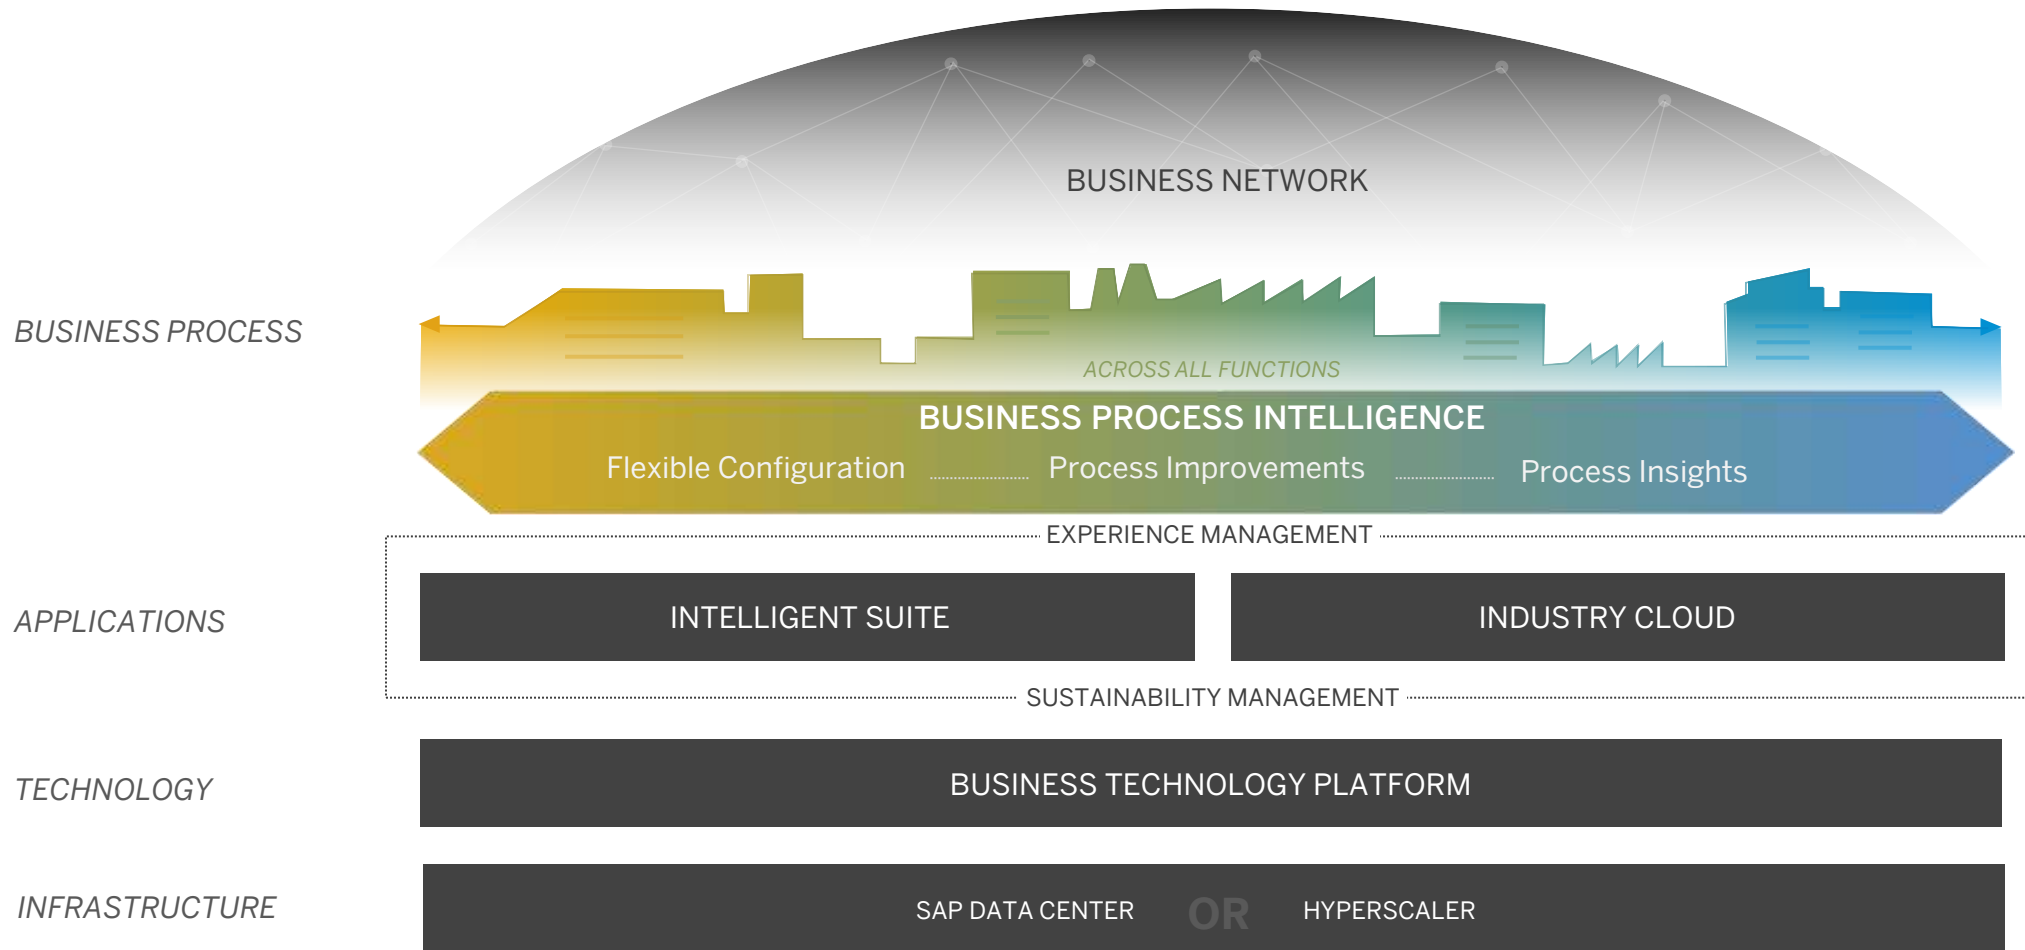 BUSINESS NETWORK
BUSINESS PROCESS
ACROSS ALL FUNCTIONS
BUSINESS PROCESS INTELLIGENCE
Flexible Configuration ... Process Improvements ... Process Insights
EXPERIENCE MANAGEMENT
APPLICATIONS
INTELLIGENT SUITE
INDUSTRY CLOUD
SUSTAINABILITY MANAGEMENT
TECHNOLOGY
BUSINESS TECHNOLOGY PLATFORM
INFRASTRUCTURE
SAP DATA CENTER OR HYPERSCALER